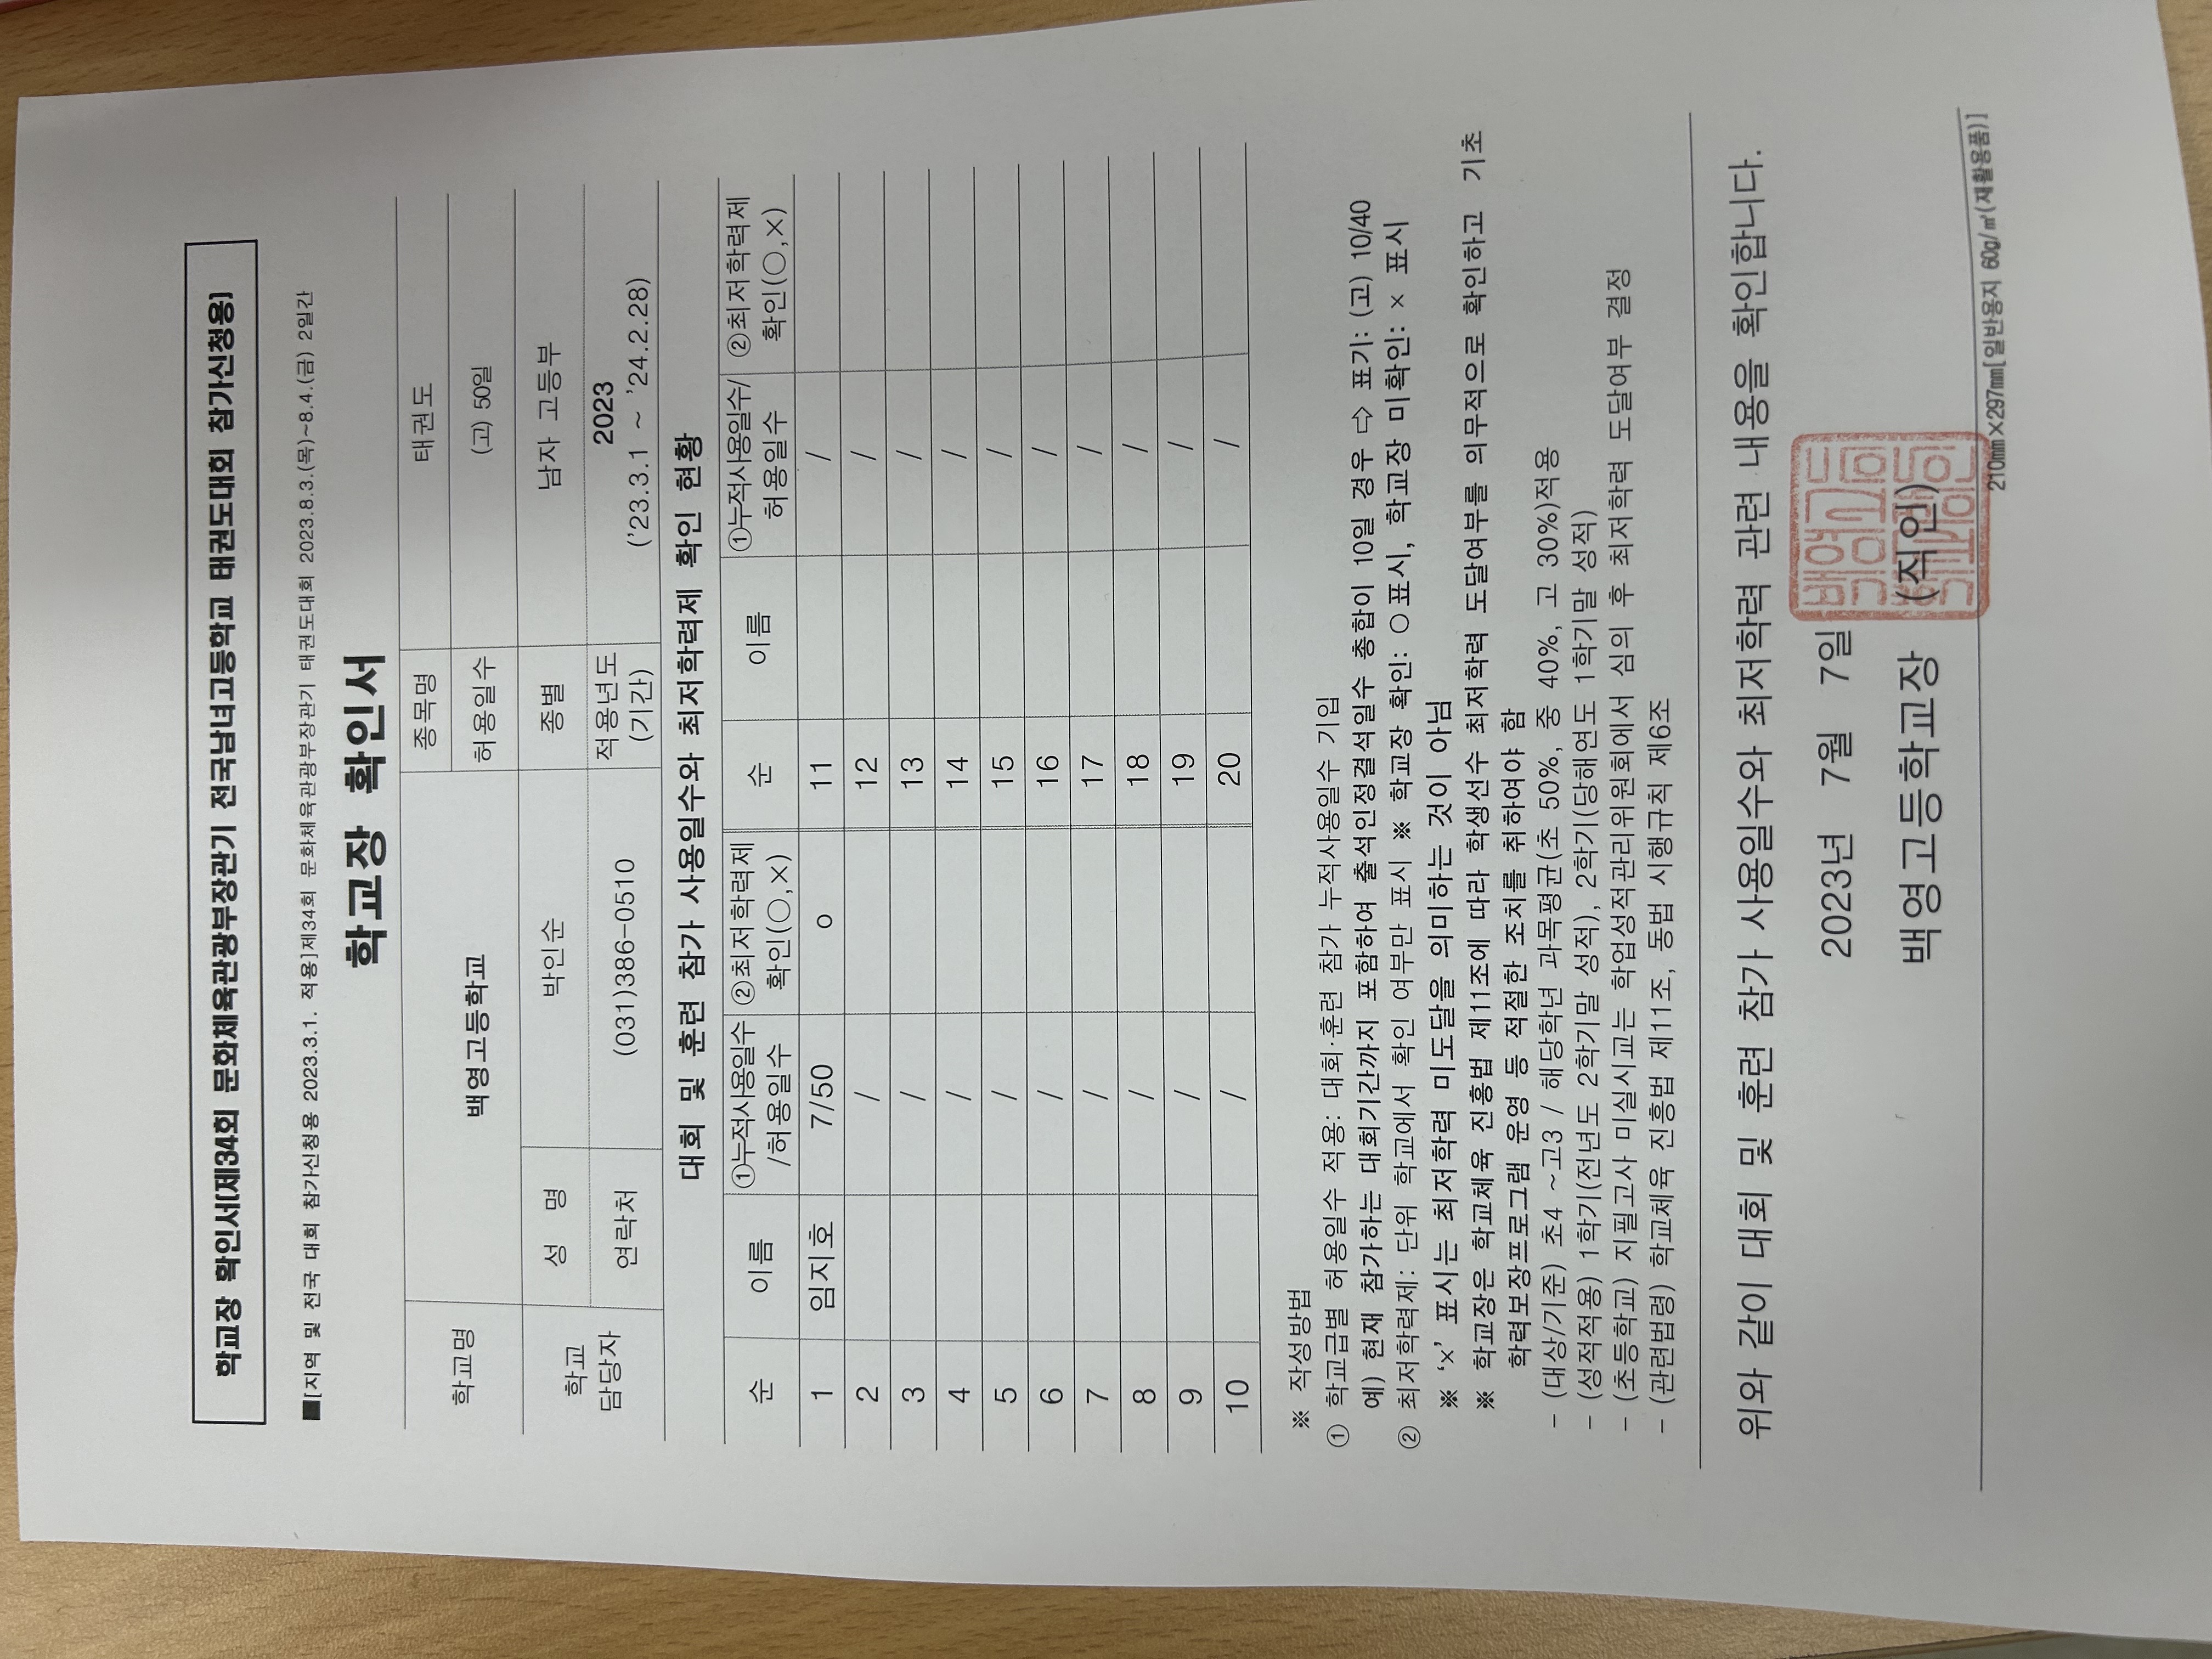 학교장 확인서[제34회 문화체육관광부장관기 전국남녀고등학교 태권도대회 참가신청용]
■[지역 및 전국 대회 참가신청용 2023.3.1. 적용]제34회 문화체육관광부장관기 태권도대회 2023.8.3.(목)~8.4.(금) 2일간
학교장 확인서
학교명 백영고등학교 종목명 태권도
허용일수 (고) 50일
학교 담당자 성 명 박인순 종별 남자 고등부
연락처 (031)386-0510 적용년도 (기간) 2023
('23.3.1 ~ '24.2.28)
대회 및 훈련 참가 사용일수와 최저학력제 확인 현황
순 이름 ①누적사용일수 /허용일수 ②최저학력제 확인(○,×) 순 이름 ①누적사용일수/ 허용일수 ②최저학력제 확인(○,×)
1 임지호 7/50 ○ 11 /
2 / 12 /
3 / 13 /
4 / 14 /
5 / 15 /
6 / 16 /
7 / 17 /
8 / 18 /
9 / 19 /
10 / 20 /
※ 작성방법
① 학교급별 허용일수 적용: 대회·훈련 참가 누적사용일수 기입
예) 현재 참가하는 대회기간까지 포함하여 출석인정결석일수 총합이 10일 경우 ⇨ 표기: (고) 10/40
② 최저학력제: 단위 학교에서 확인 여부만 표시 ※ 학교장 확인: ○표시, 학교장 미확인: × 표시
※ '×' 표시는 최저학력 미도달을 의미하는 것이 아님
※ 학교장은 학교체육 진흥법 제11조에 따라 학생선수 최저학력 도달여부를 의무적으로 확인하고 기초
학력보장프로그램 운영 등 적절한 조치를 취하여야 함
- (대상/기준) 초4 ~고3 / 해당학년 과목평균(초 50%, 중 40%, 고 30%)적용
- (성적적용) 1학기(전년도 2학기말 성적), 2학기(당해연도 1학기말 성적)
- (초등학교) 지필고사 미실시교는 학업성적관리위원회에서 심의 후 최저학력 도달여부 결정
- (관련법령) 학교체육 진흥법 제11조, 동법 시행규칙 제6조
위와 같이 대회 및 훈련 참가 사용일수와 최저학력 관련 내용을 확인합니다.
2023년 7월 7일
백영고등학교장 (직인)
210㎜×297㎜[일반용지 60g/㎡(재활용품)]